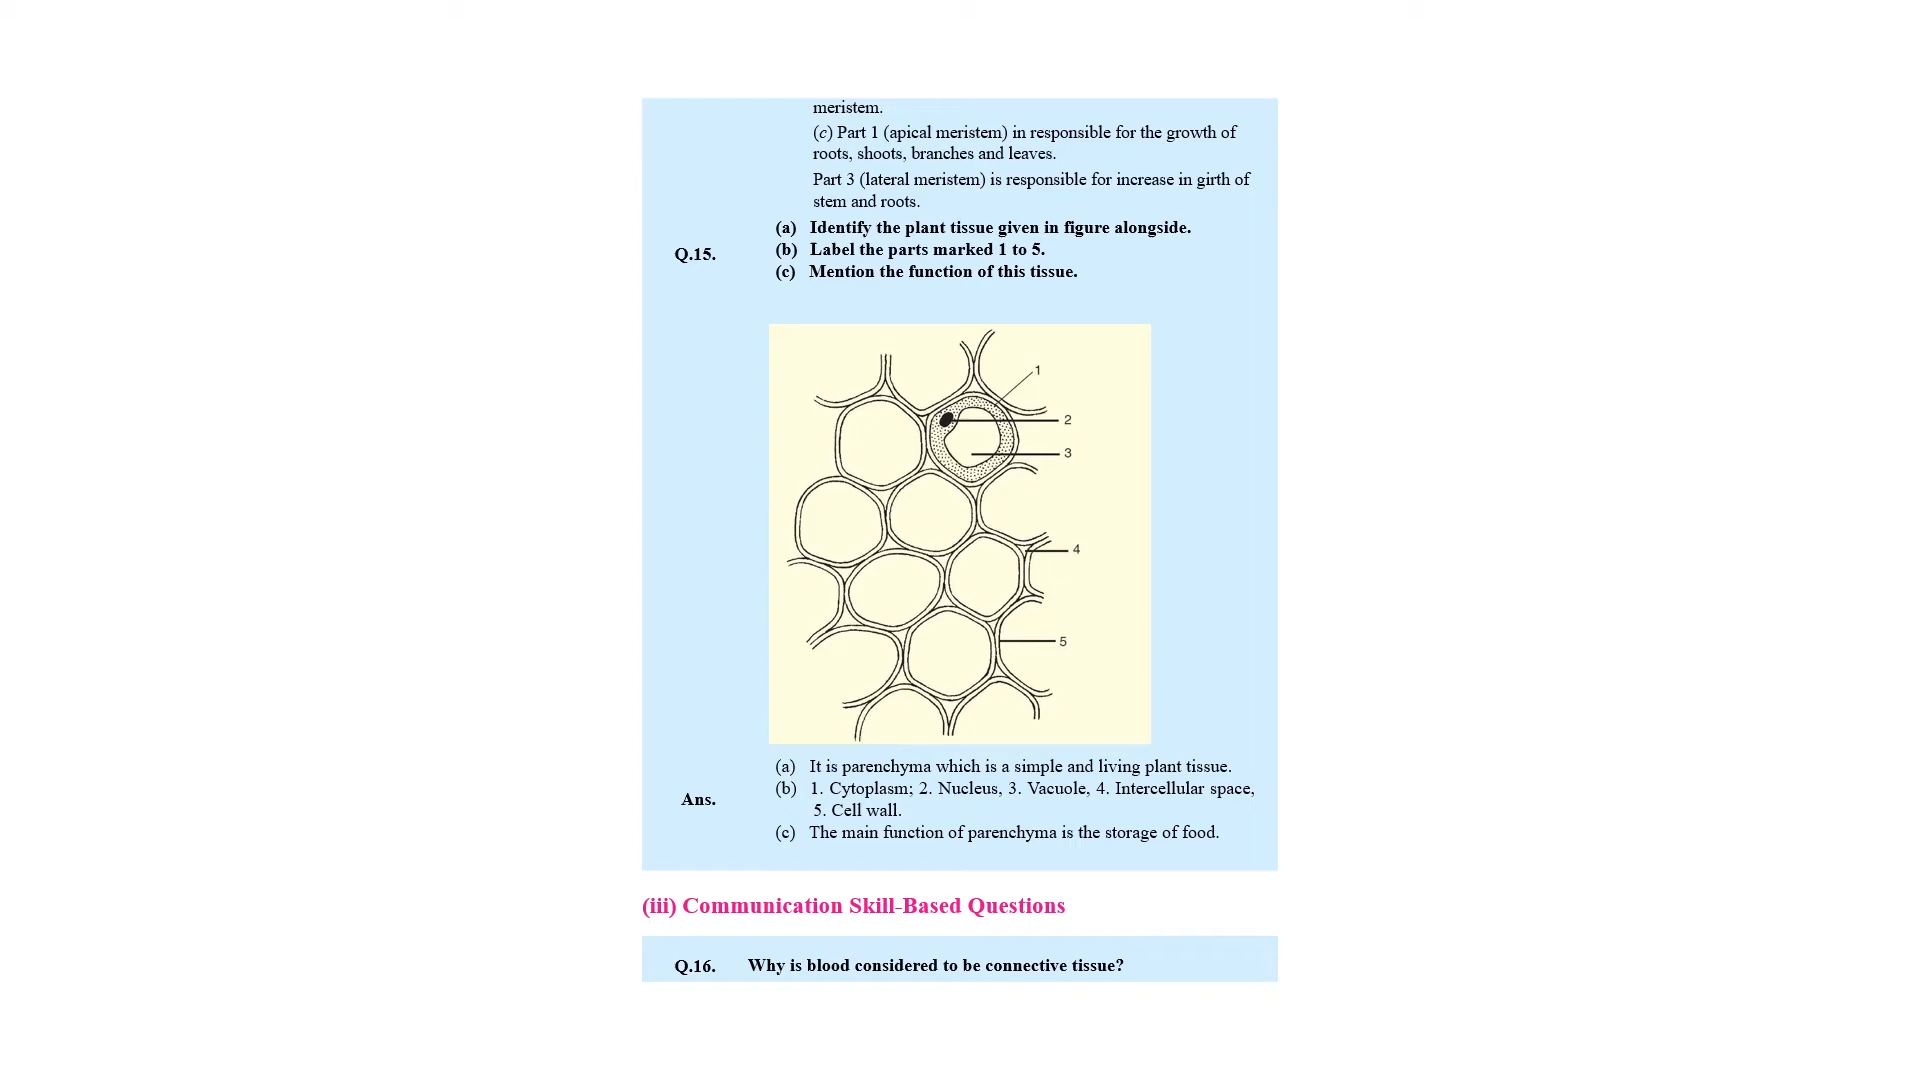 meristem.
(c) Part 1 (apical meristem) in responsible for the growth of
roots, shoots, branches and leaves.
Part 3 (lateral meristem) is responsible for increase in girth of
stem and roots.
Q.15.
(a) Identify the plant tissue given in figure alongside.
(b) Label the parts marked 1 to 5.
(c) Mention the function of this tissue.
1
2
3
4
5
Ans.
(a) It is parenchyma which is a simple and living plant tissue.
(b) 1. Cytoplasm; 2. Nucleus, 3. Vacuole, 4. Intercellular space,
5. Cell wall.
(c) The main function of parenchyma is the storage of food.
(iii) Communication Skill-Based Questions
Q.16. Why is blood considered to be connective tissue?